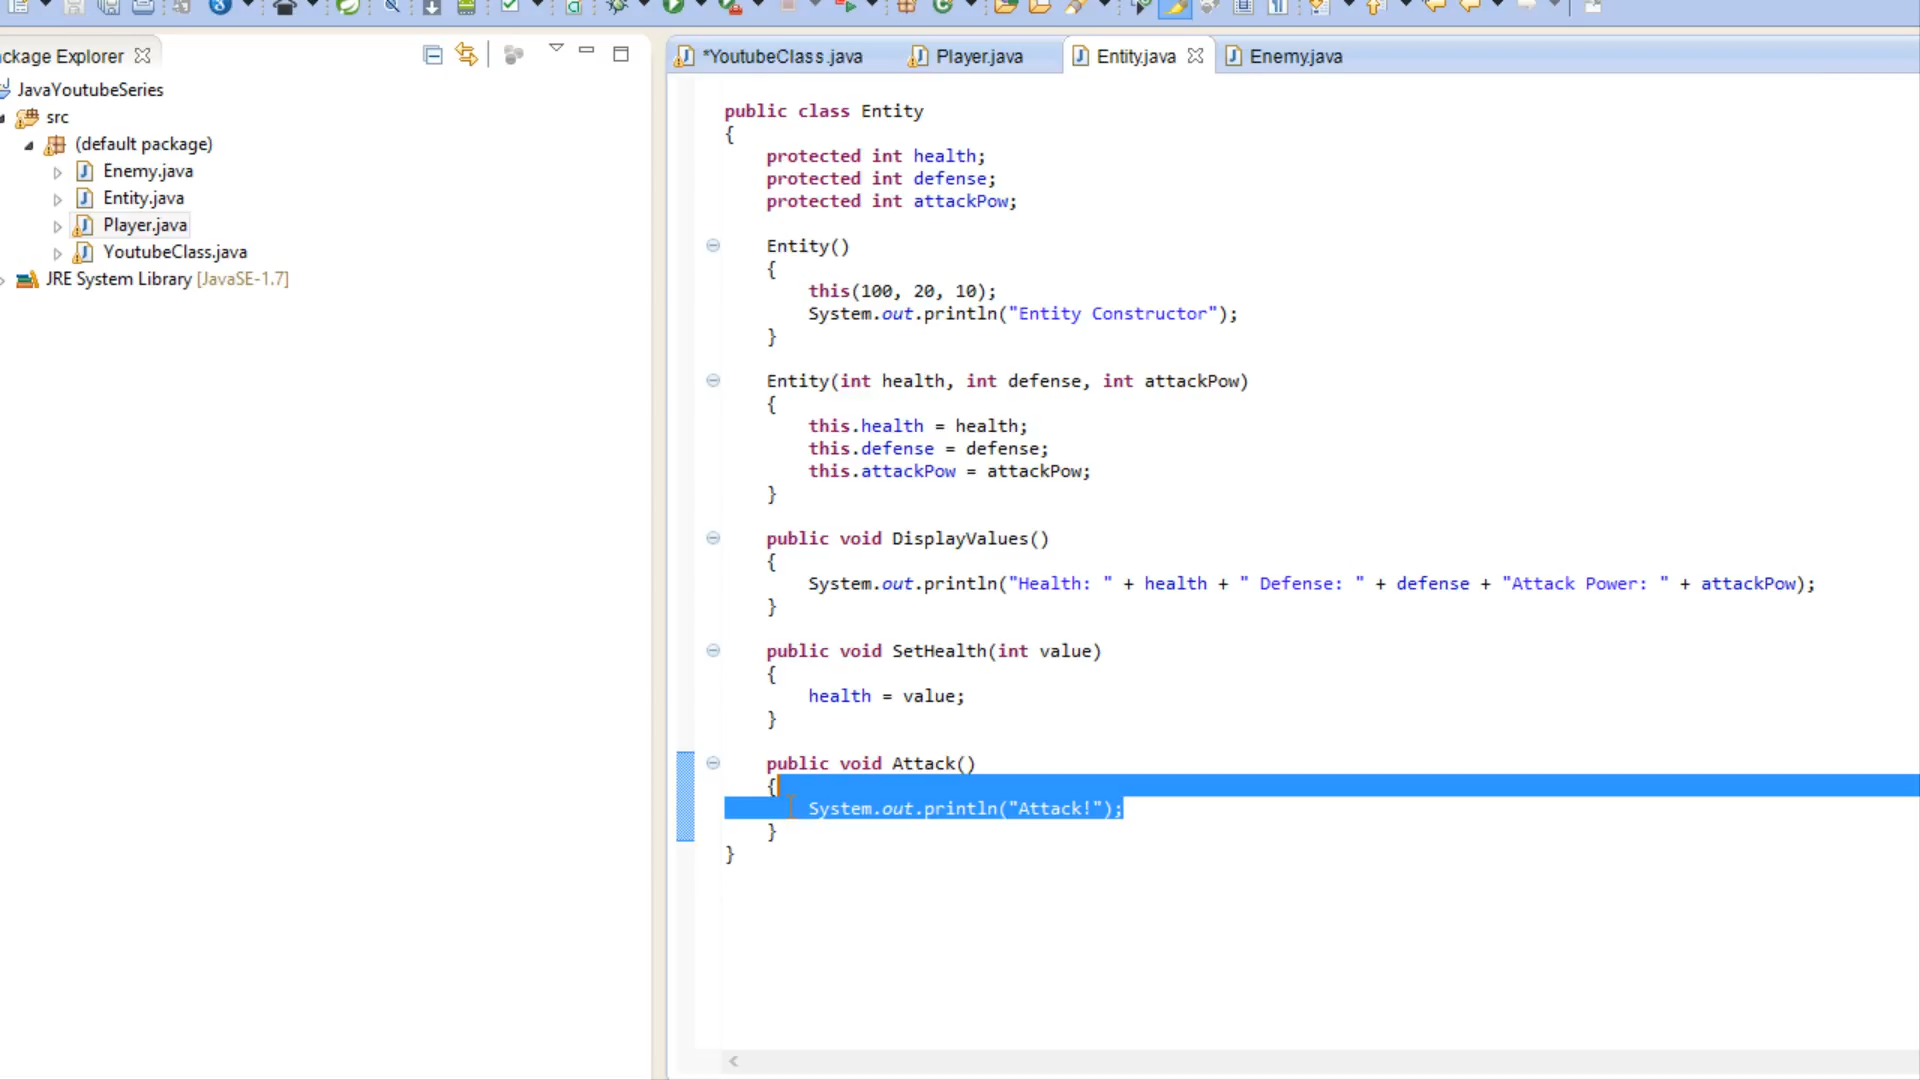 ckage Explorer
JavaYoutubeSeries
src
(default package)
Enemy.java
Entity.java
Player.java
YoutubeClass.java
JRE System Library [JavaSE-1.7]
*YoutubeClass.java
Player.java
Entity.java
Enemy.java
public class Entity
{
protected int health;
protected int defense;
protected int attackPow;
Entity()
{
this(100, 20, 10);
System.out.println("Entity Constructor");
}
Entity(int health, int defense, int attackPow)
{
this.health = health;
this.defense = defense;
this.attackPow = attackPow;
}
public void DisplayValues()
{
System.out.println("Health: " + health + " Defense: " + defense + "Attack Power: " + attackPow);
}
public void SetHealth(int value)
{
health = value;
}
public void Attack()
{
System.out.println("Attack!");
}
}